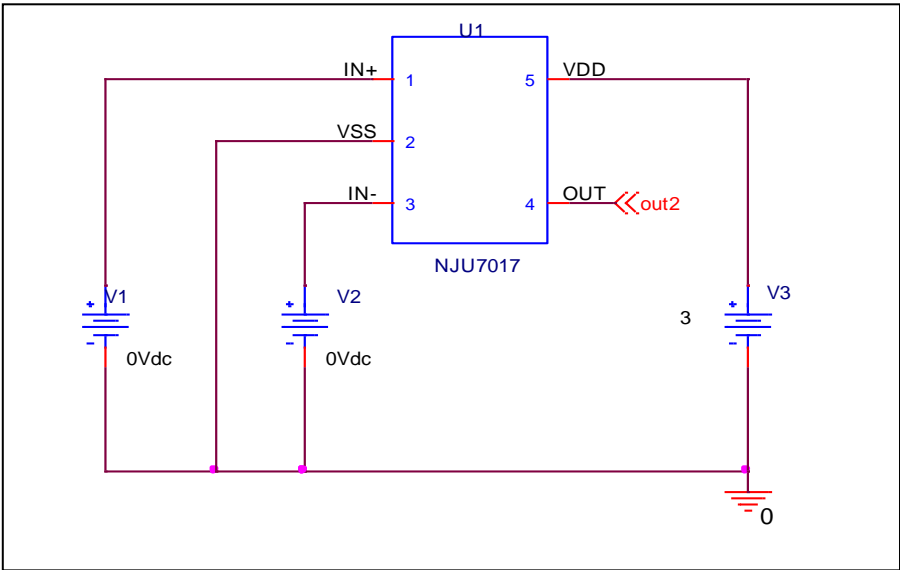 U1
IN+ 1 5 VDD
VSS 2
IN- 3 4 OUT out2
NJU7017
+ V1 + V2 3 + V3
- 0Vdc - 0Vdc -
0